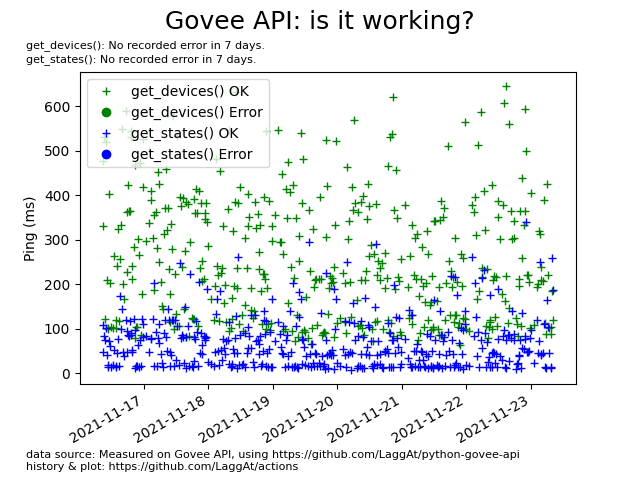 Govee API: is it working?
get_devices(): No recorded error in 7 days.
get_states(): No recorded error in 7 days.
get_devices() OK
get_devices() Error
get_states() OK
get_states() Error
Ping (ms)
600
500
400
300
200
100
0
2021-11-17
2021-11-18
2021-11-19
2021-11-20
2021-11-21
2021-11-22
2021-11-23
data source: Measured on Govee API, using https://github.com/LaggAt/python-govee-api
history & plot: https://github.com/LaggAt/actions